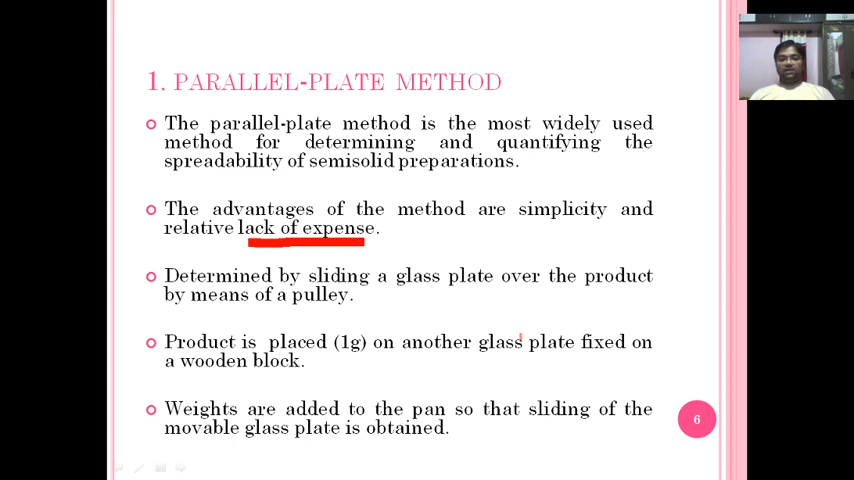 1. PARALLEL-PLATE METHOD
The parallel-plate method is the most widely used
method for determining and quantifying the
spreadability of semisolid preparations.
The advantages of the method are simplicity and
relative lack of expense.
Determined by sliding a glass plate over the product
by means of a pulley.
Product is placed (1g) on another glass plate fixed on
a wooden block.
Weights are added to the pan so that sliding of the
movable glass plate is obtained.
6